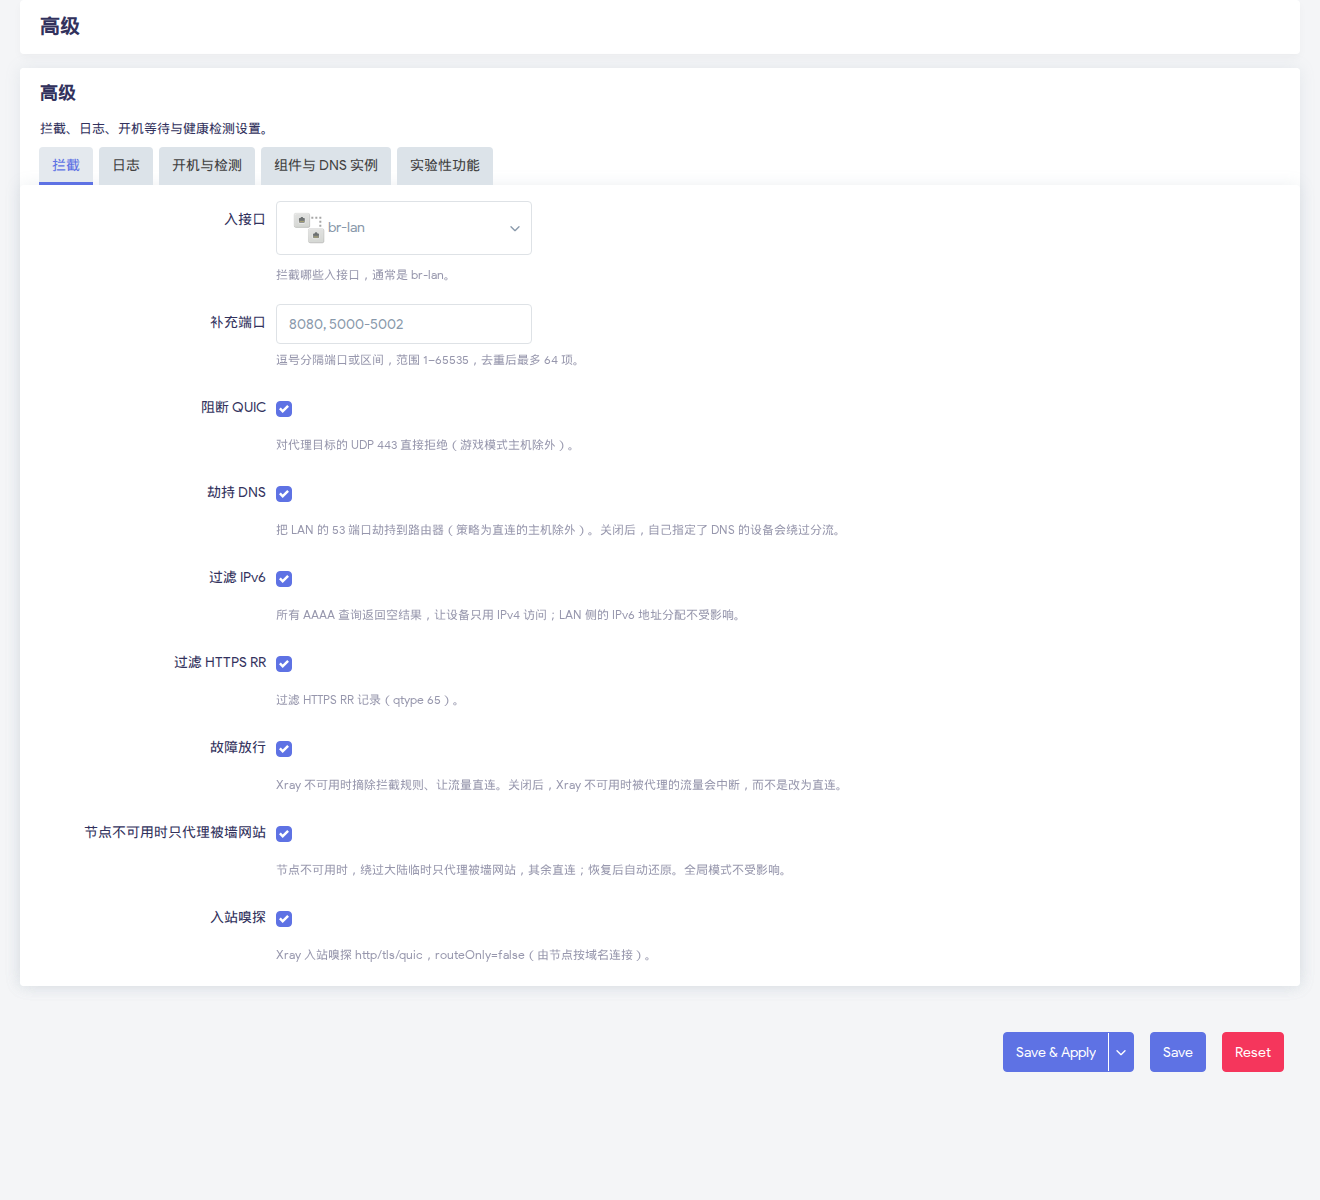 高级
高级
拦截、日志、开机等待与健康检测设置。
拦截 日志 开机与检测 组件与 DNS 实例 实验性功能
入接口 br-lan
拦截哪些入接口，通常是 br-lan。
补充端口 8080, 5000-5002
逗号分隔端口或区间，范围 1–65535，去重后最多 64 项。
阻断 QUIC
对代理目标的 UDP 443 直接拒绝（游戏模式主机除外）。
劫持 DNS
把 LAN 的 53 端口劫持到路由器（策略为直连的主机除外）。关闭后，自己指定了 DNS 的设备会绕过分流。
过滤 IPv6
所有 AAAA 查询返回空结果，让设备只用 IPv4 访问；LAN 侧的 IPv6 地址分配不受影响。
过滤 HTTPS RR
过滤 HTTPS RR 记录（qtype 65）。
故障放行
Xray 不可用时摘除拦截规则、让流量直连。关闭后，Xray 不可用时被代理的流量会中断，而不是改为直连。
节点不可用时只代理被墙网站
节点不可用时，绕过大陆临时只代理被墙网站，其余直连；恢复后自动还原。全局模式不受影响。
入站嗅探
Xray 入站嗅探 http/tls/quic，routeOnly=false（由节点按域名连接）。
Save & Apply Save Reset